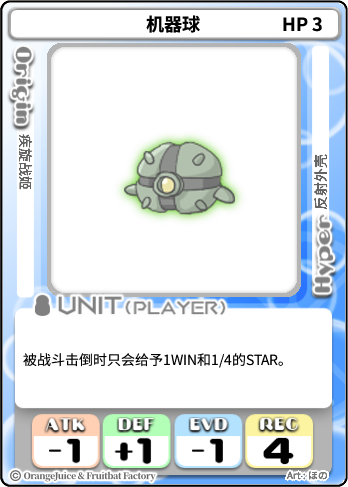 机器球 HP 3
Origin
疾旋战姬
Hyper
反射外壳
UNIT(PLAYER)
被战斗击倒时只会给予1WIN和1/4的STAR。
ATK DEF EVD REC
-1 +1 -1 4
© OrangeJuice & Fruitbat Factory Art: ほの